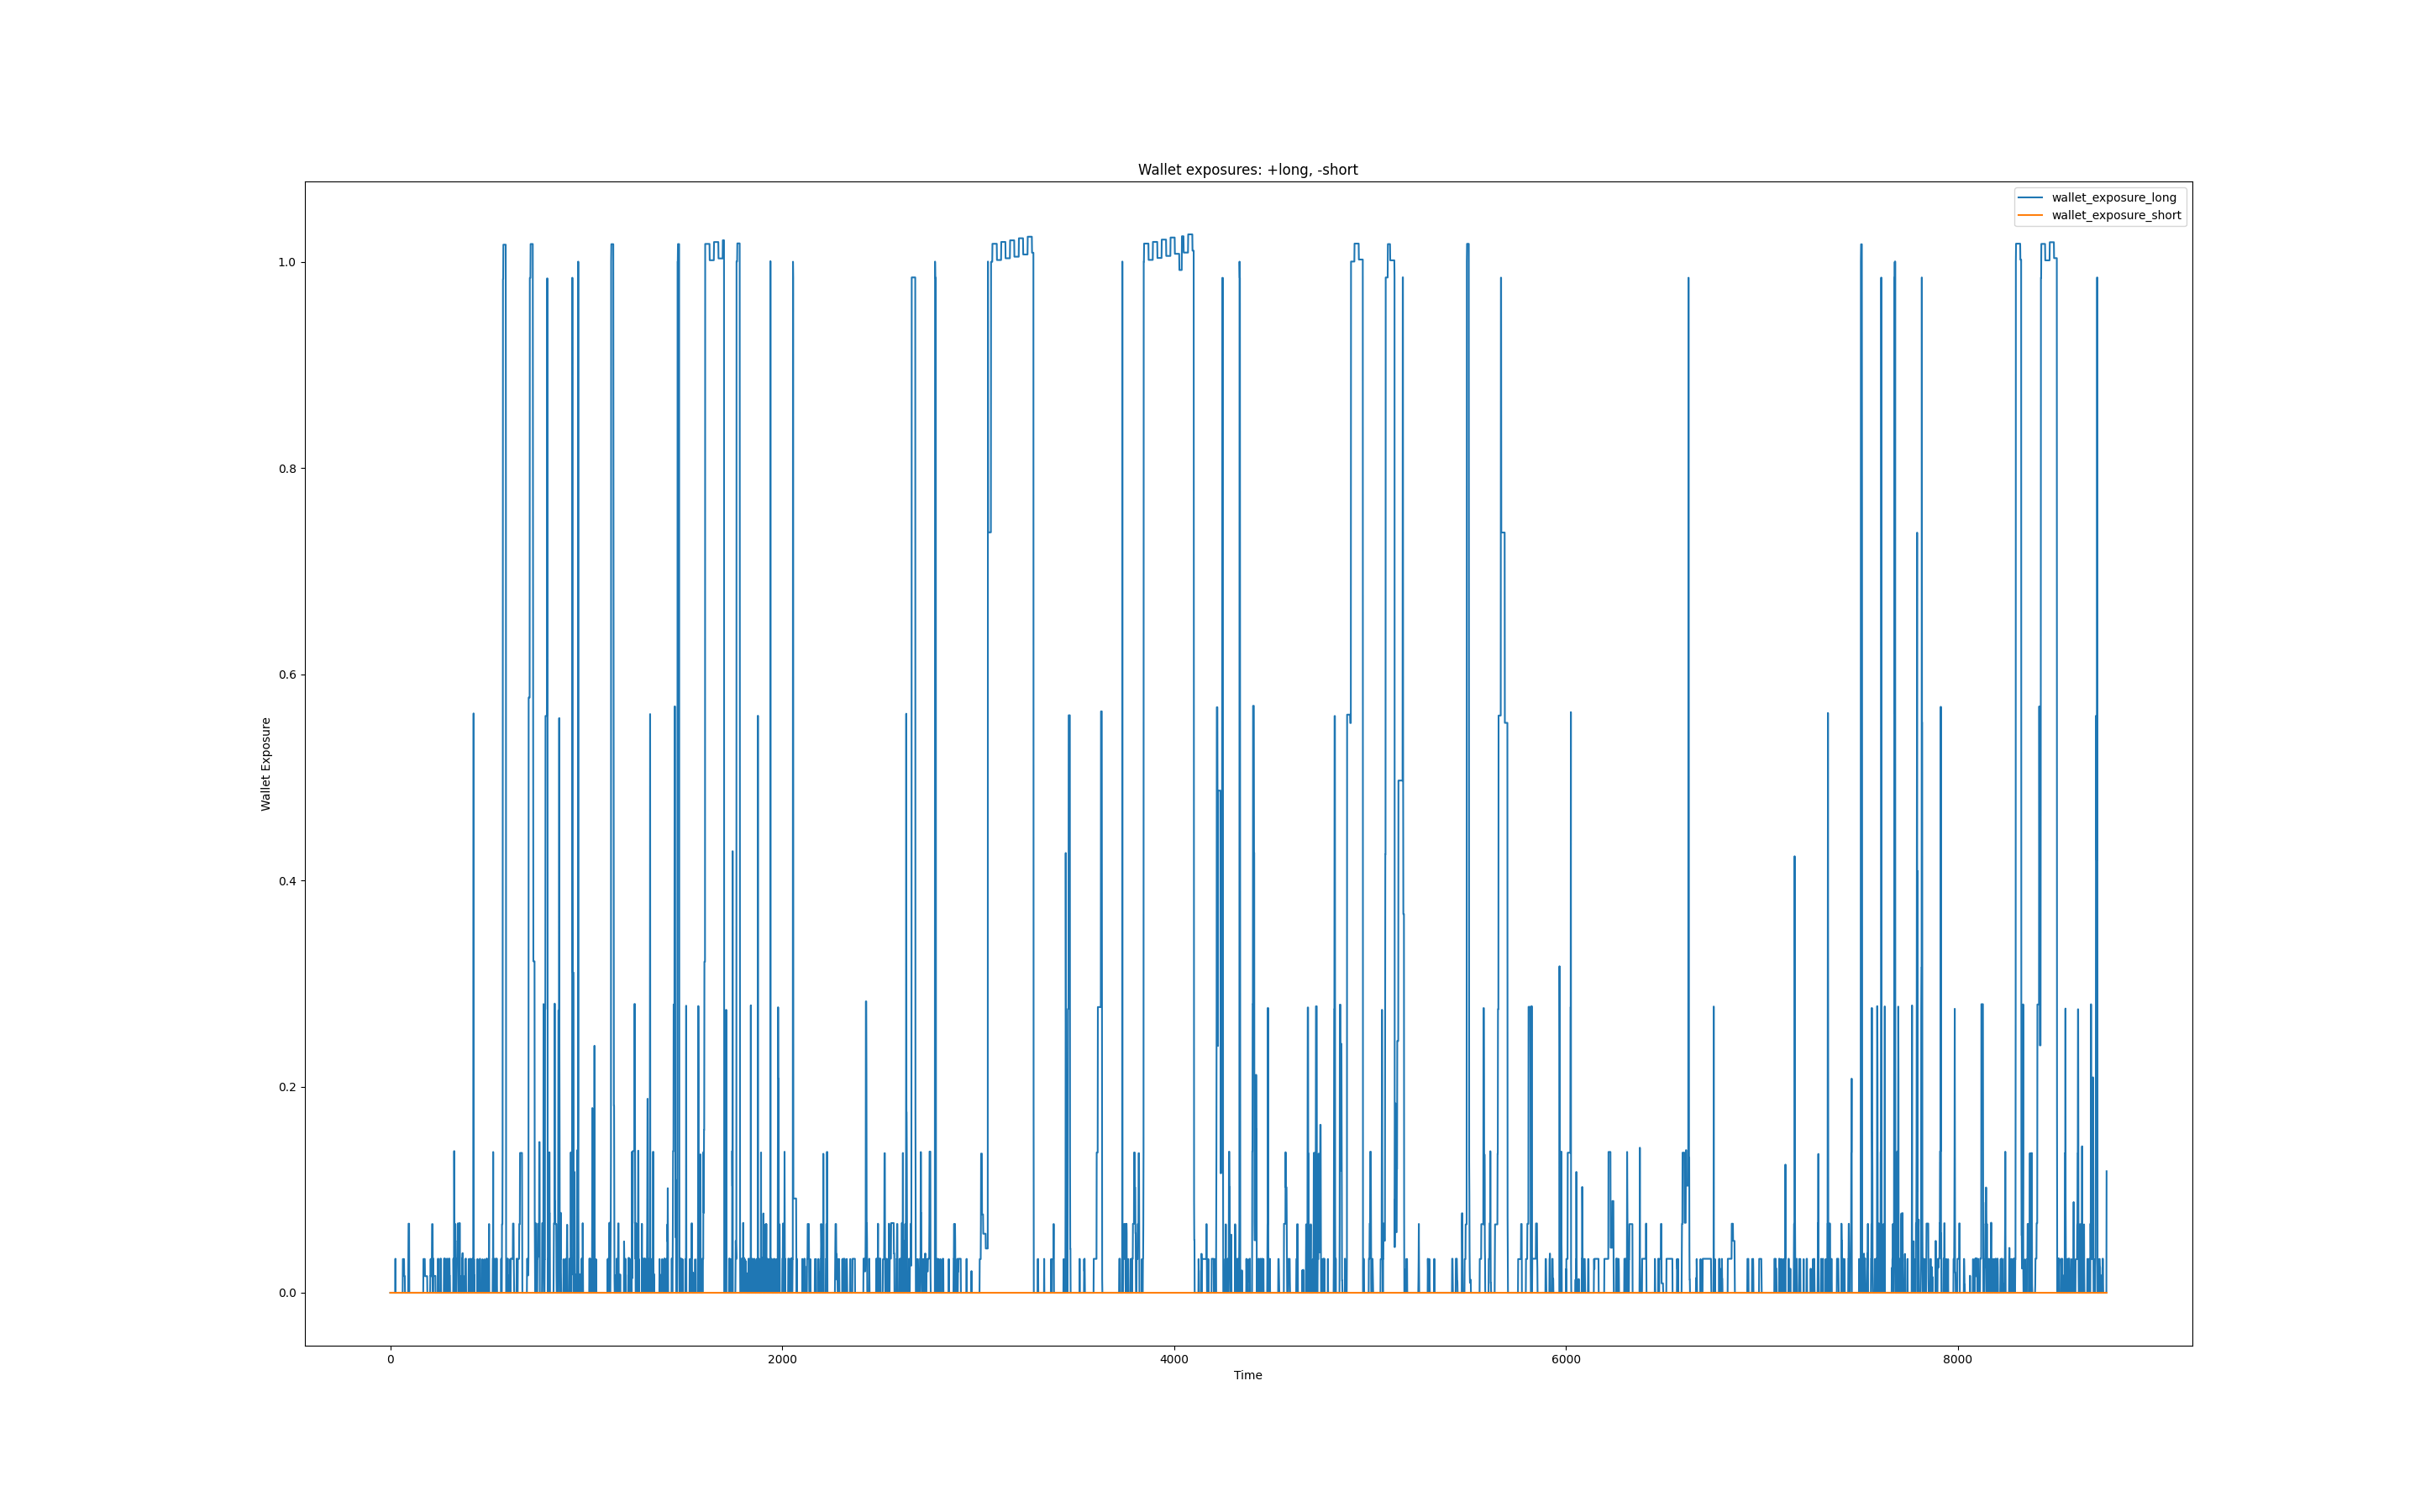 Wallet exposures: +long, -short
wallet_exposure_long
wallet_exposure_short
1.0
0.8
0.6
0.4
0.2
0.0
Wallet Exposure
0 2000 4000 6000 8000
Time